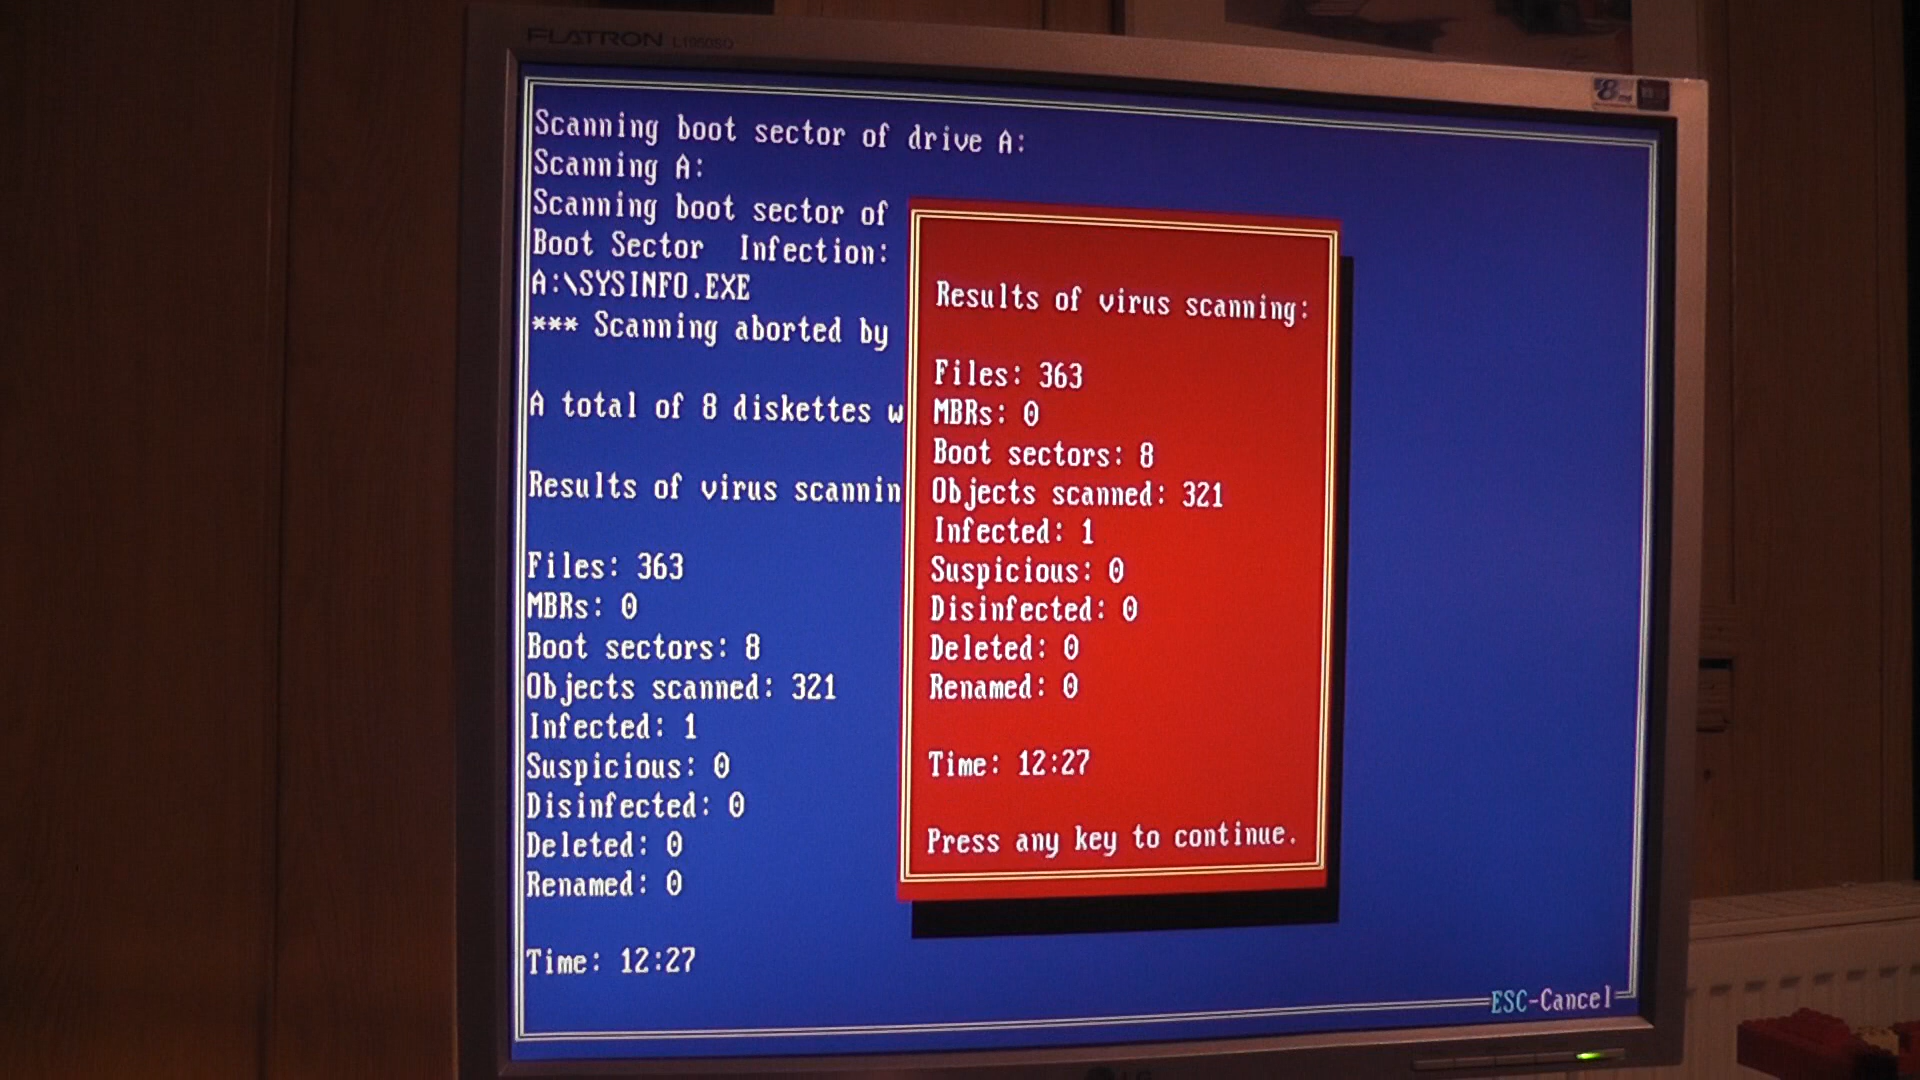 FLATRON L1950SQ
Scanning boot sector of drive A:
Scanning A:
Scanning boot sector of
Boot Sector  Infection:
A:\SYSINFO.EXE
*** Scanning aborted by
A total of 8 diskettes w
Results of virus scannin
Files: 363
MBRs: 0
Boot sectors: 8
Objects scanned: 321
Infected: 1
Suspicious: 0
Disinfected: 0
Deleted: 0
Renamed: 0
Time: 12:27
Results of virus scanning:
Files: 363
MBRs: 0
Boot sectors: 8
Objects scanned: 321
Infected: 1
Suspicious: 0
Disinfected: 0
Deleted: 0
Renamed: 0
Time: 12:27
Press any key to continue.
ESC-Cancel